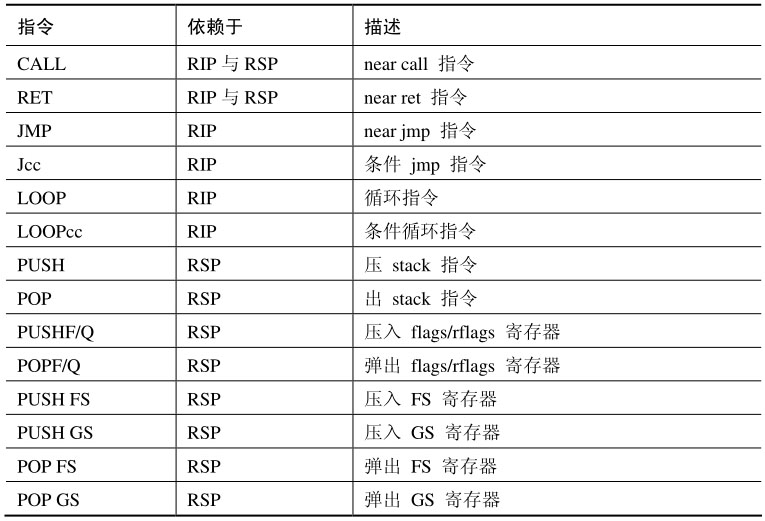 指令 依赖于 描述
CALL RIP 与 RSP near call 指令
RET RIP 与 RSP near ret 指令
JMP RIP near jmp 指令
Jcc RIP 条件 jmp 指令
LOOP RIP 循环指令
LOOPcc RIP 条件循环指令
PUSH RSP 压 stack 指令
POP RSP 出 stack 指令
PUSHF/Q RSP 压入 flags/rflags 寄存器
POPF/Q RSP 弹出 flags/rflags 寄存器
PUSH FS RSP 压入 FS 寄存器
PUSH GS RSP 压入 GS 寄存器
POP FS RSP 弹出 FS 寄存器
POP GS RSP 弹出 GS 寄存器